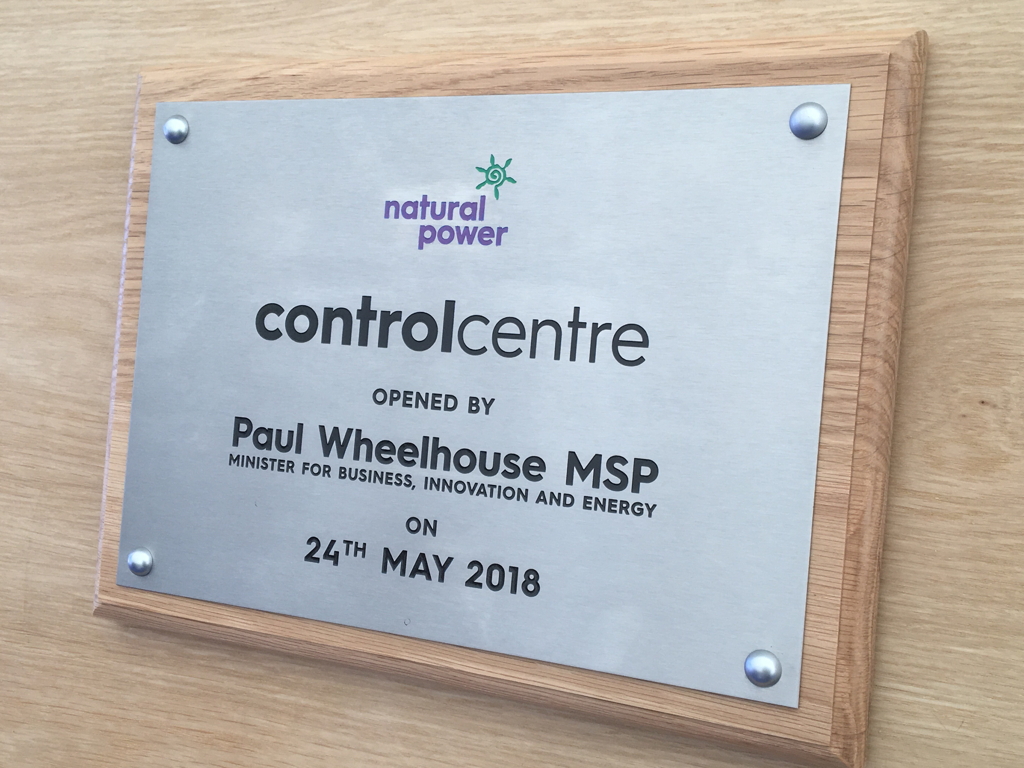 natural
power
controlcentre
OPENED BY
Paul Wheelhouse MSP
MINISTER FOR BUSINESS, INNOVATION AND ENERGY
ON
24TH MAY 2018